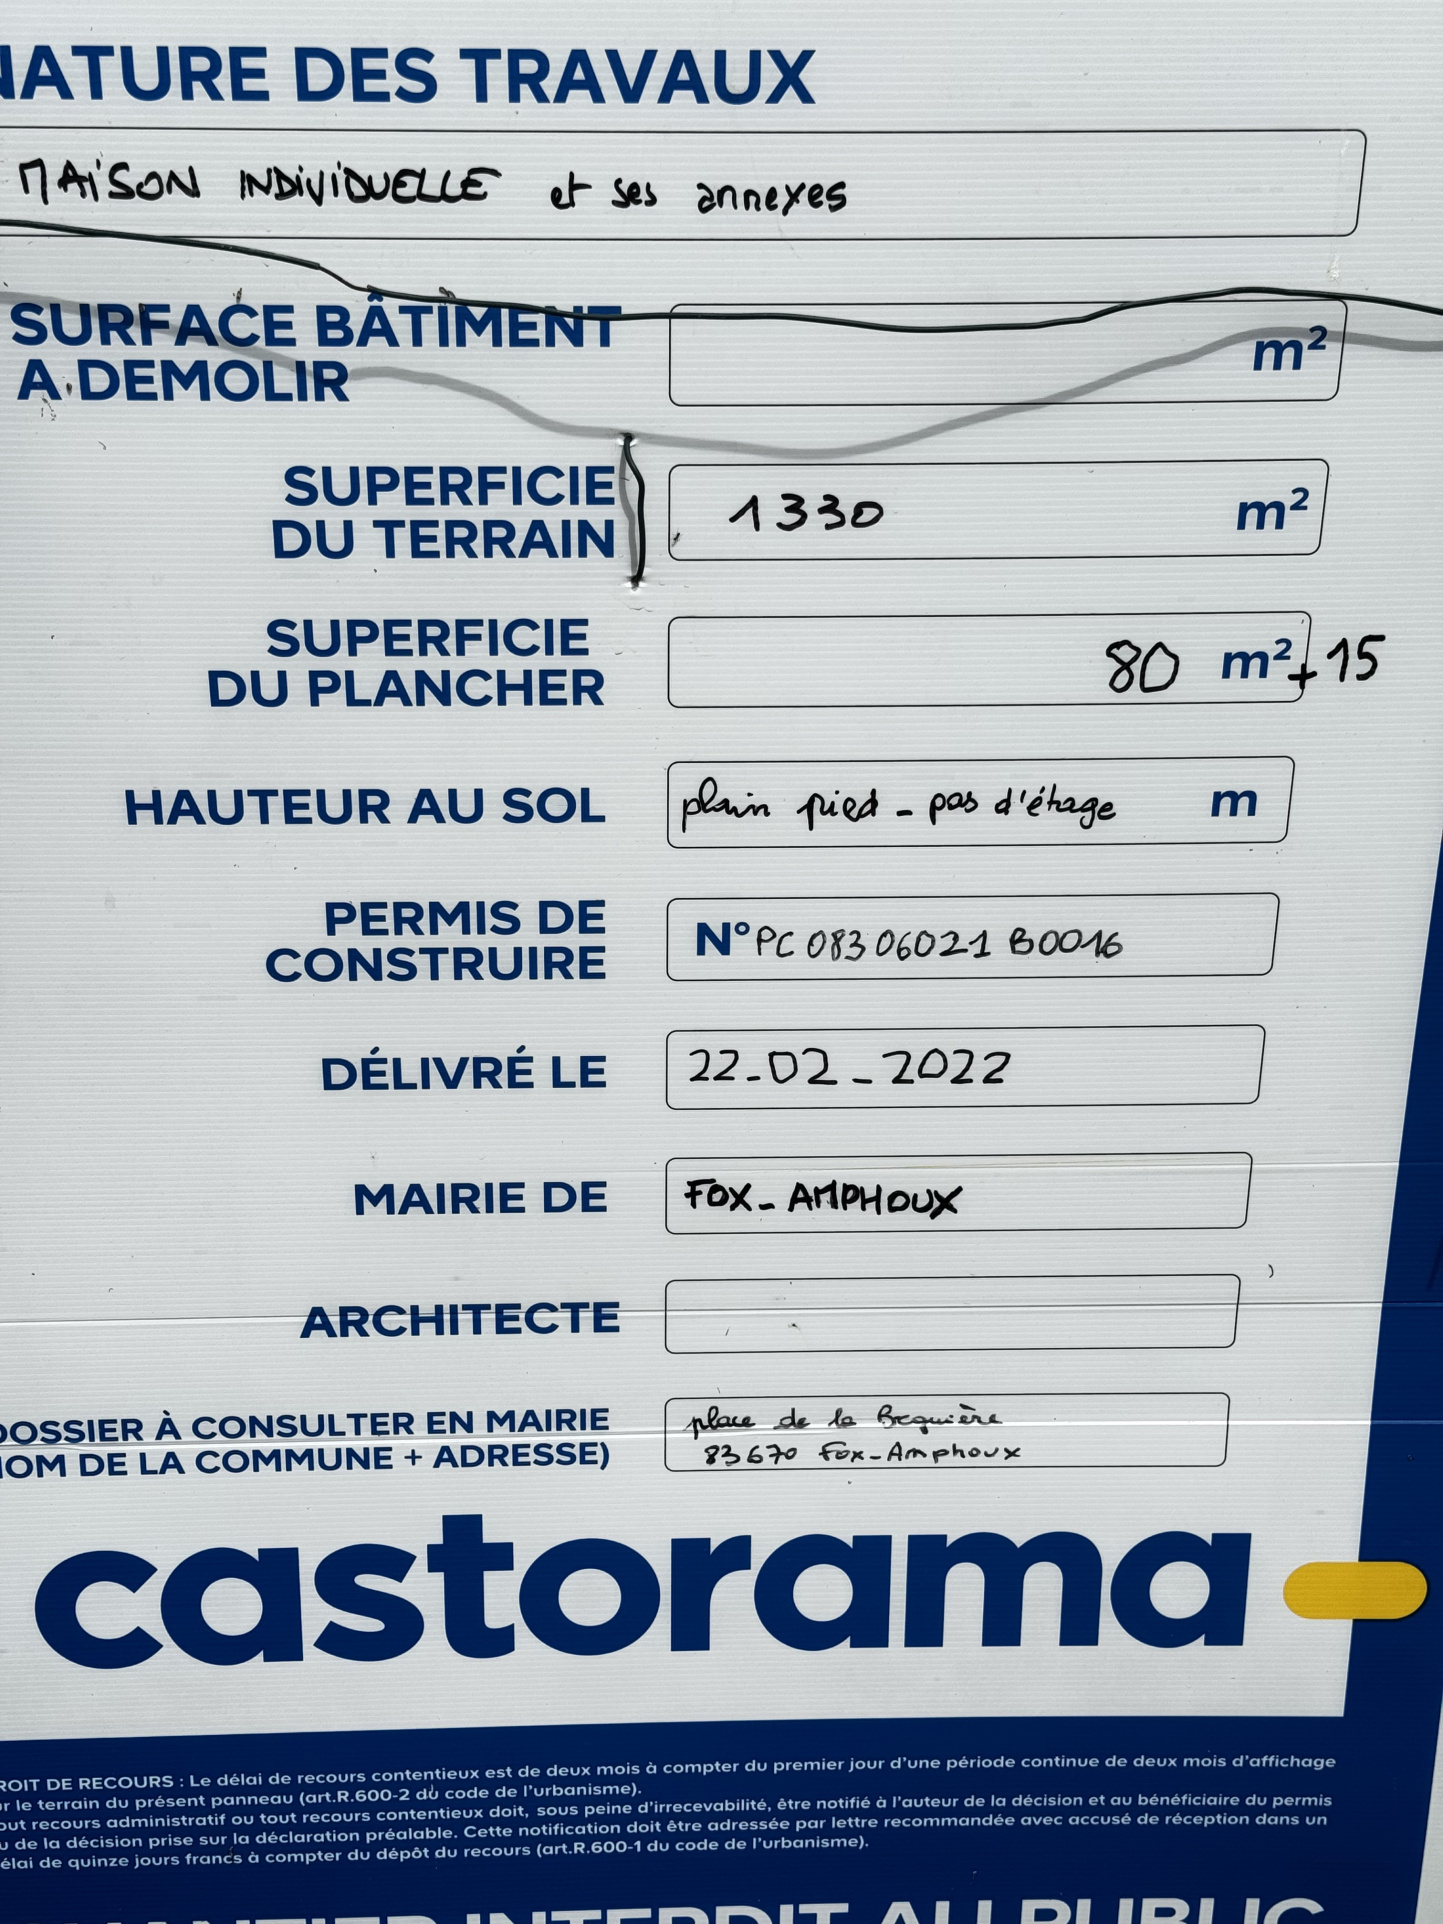 NATURE DES TRAVAUX
MAISON INDIVIDUELLE et ses annexes
SURFACE BÂTIMENT
A DEMOLIR
m²
SUPERFICIE
DU TERRAIN
1330 m²
SUPERFICIE
DU PLANCHER
80 m² + 15
HAUTEUR AU SOL
plain pied - pas d'étage m
PERMIS DE
CONSTRUIRE
N° PC 083 06021 B0016
DÉLIVRÉ LE
22-02-2022
MAIRIE DE
FOX-AMPHOUX
ARCHITECTE
DOSSIER À CONSULTER EN MAIRIE
NOM DE LA COMMUNE + ADRESSE)
place de la Breguière
83670 Fox-Amphoux
castorama
ROIT DE RECOURS : Le délai de recours contentieux est de deux mois à compter du premier jour d'une période continue de deux mois d'affichage
ur le terrain du présent panneau (art.R.600-2 du code de l'urbanisme).
out recours administratif ou tout recours contentieux doit, sous peine d'irrecevabilité, être notifié à l'auteur de la décision et au bénéficiaire du permis
u de la décision prise sur la déclaration préalable. Cette notification doit être adressée par lettre recommandée avec accusé de réception dans un
élai de quinze jours francs à compter du dépôt du recours (art.R.600-1 du code de l'urbanisme).
CHANTIER INTERDIT AU PUBLIC